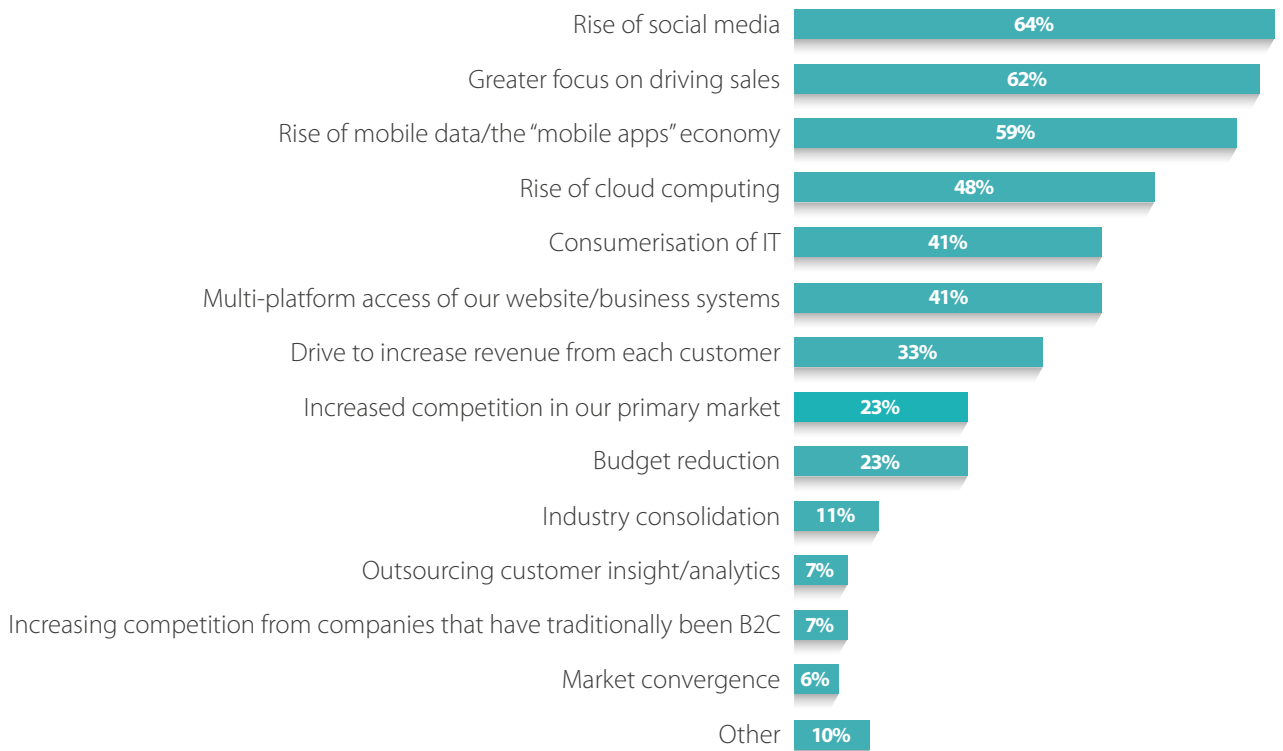 Rise of social media 64%
Greater focus on driving sales 62%
Rise of mobile data/the “mobile apps” economy 59%
Rise of cloud computing 48%
Consumerisation of IT 41%
Multi-platform access of our website/business systems 41%
Drive to increase revenue from each customer 33%
Increased competition in our primary market 23%
Budget reduction 23%
Industry consolidation 11%
Outsourcing customer insight/analytics 7%
Increasing competition from companies that have traditionally been B2C 7%
Market convergence 6%
Other 10%